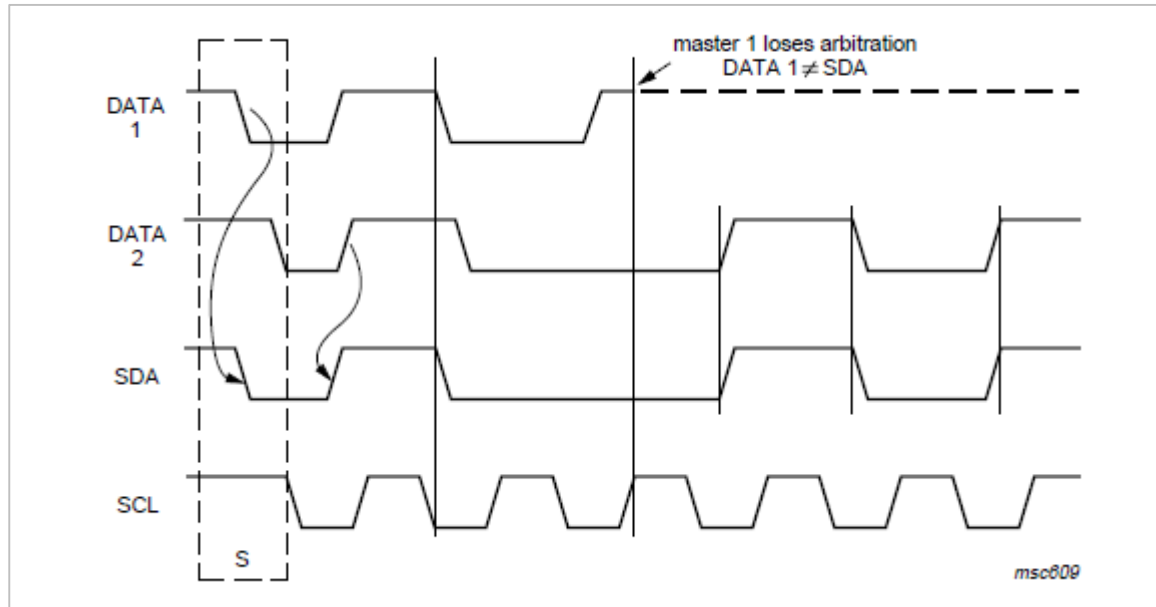 master 1 loses arbitration
DATA 1 ≠ SDA
DATA
1
DATA
2
SDA
SCL
S
msc609